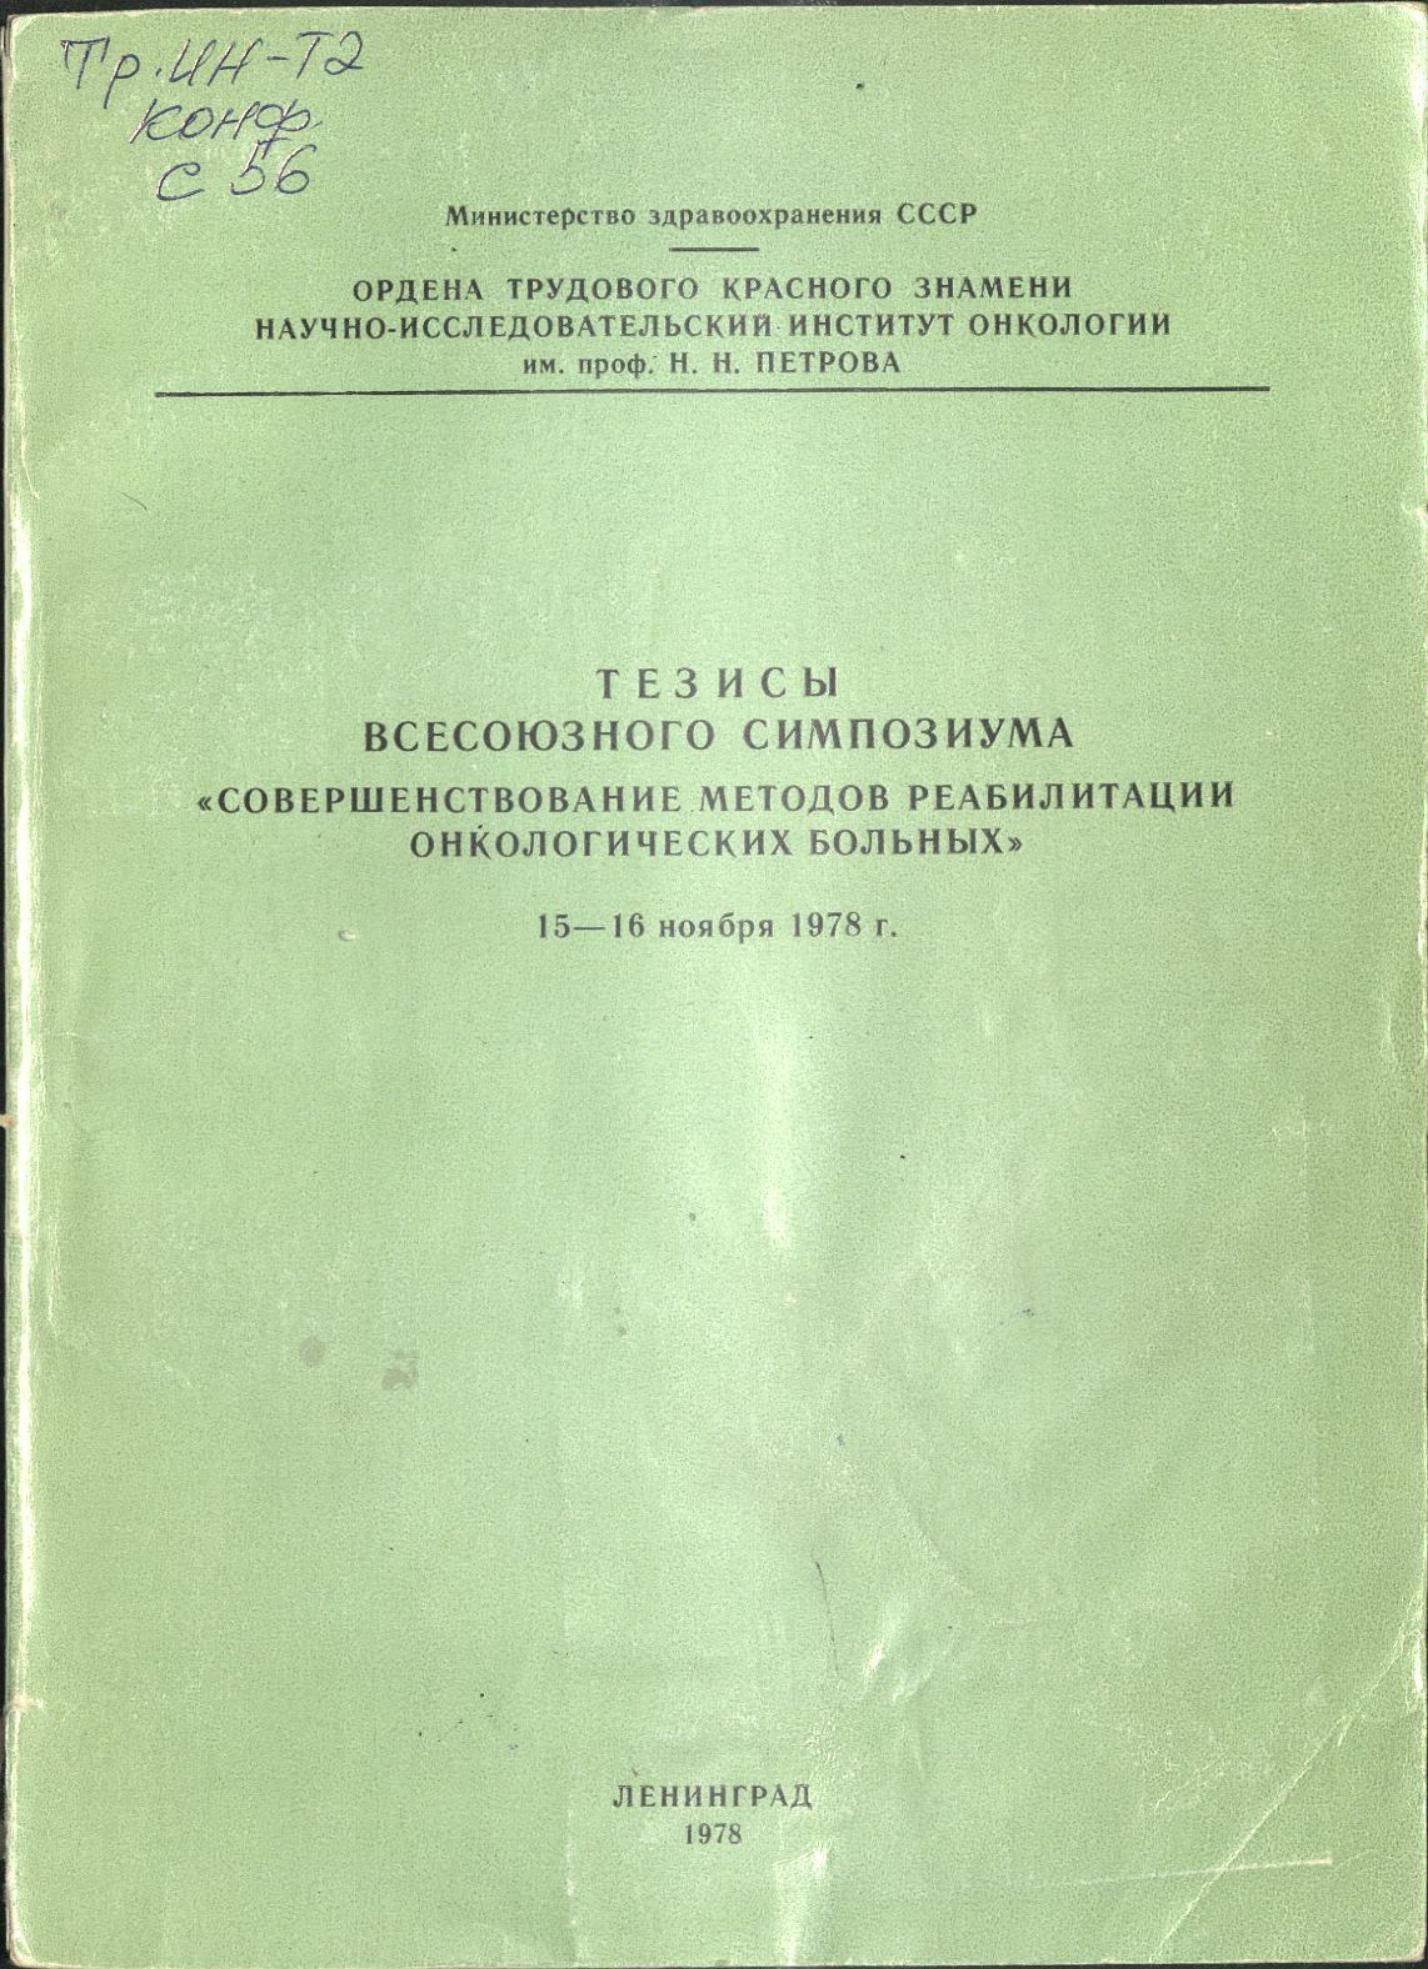 Тр.ин-т2
конф.
С 56
Министерство здравоохранения СССР
ОРДЕНА ТРУДОВОГО КРАСНОГО ЗНАМЕНИ
НАУЧНО-ИССЛЕДОВАТЕЛЬСКИЙ ИНСТИТУТ ОНКОЛОГИИ
им. проф. Н. Н. ПЕТРОВА
ТЕЗИСЫ
ВСЕСОЮЗНОГО СИМПОЗИУМА
«СОВЕРШЕНСТВОВАНИЕ МЕТОДОВ РЕАБИЛИТАЦИИ
ОНКОЛОГИЧЕСКИХ БОЛЬНЫХ»
15—16 ноября 1978 г.
ЛЕНИНГРАД
1978